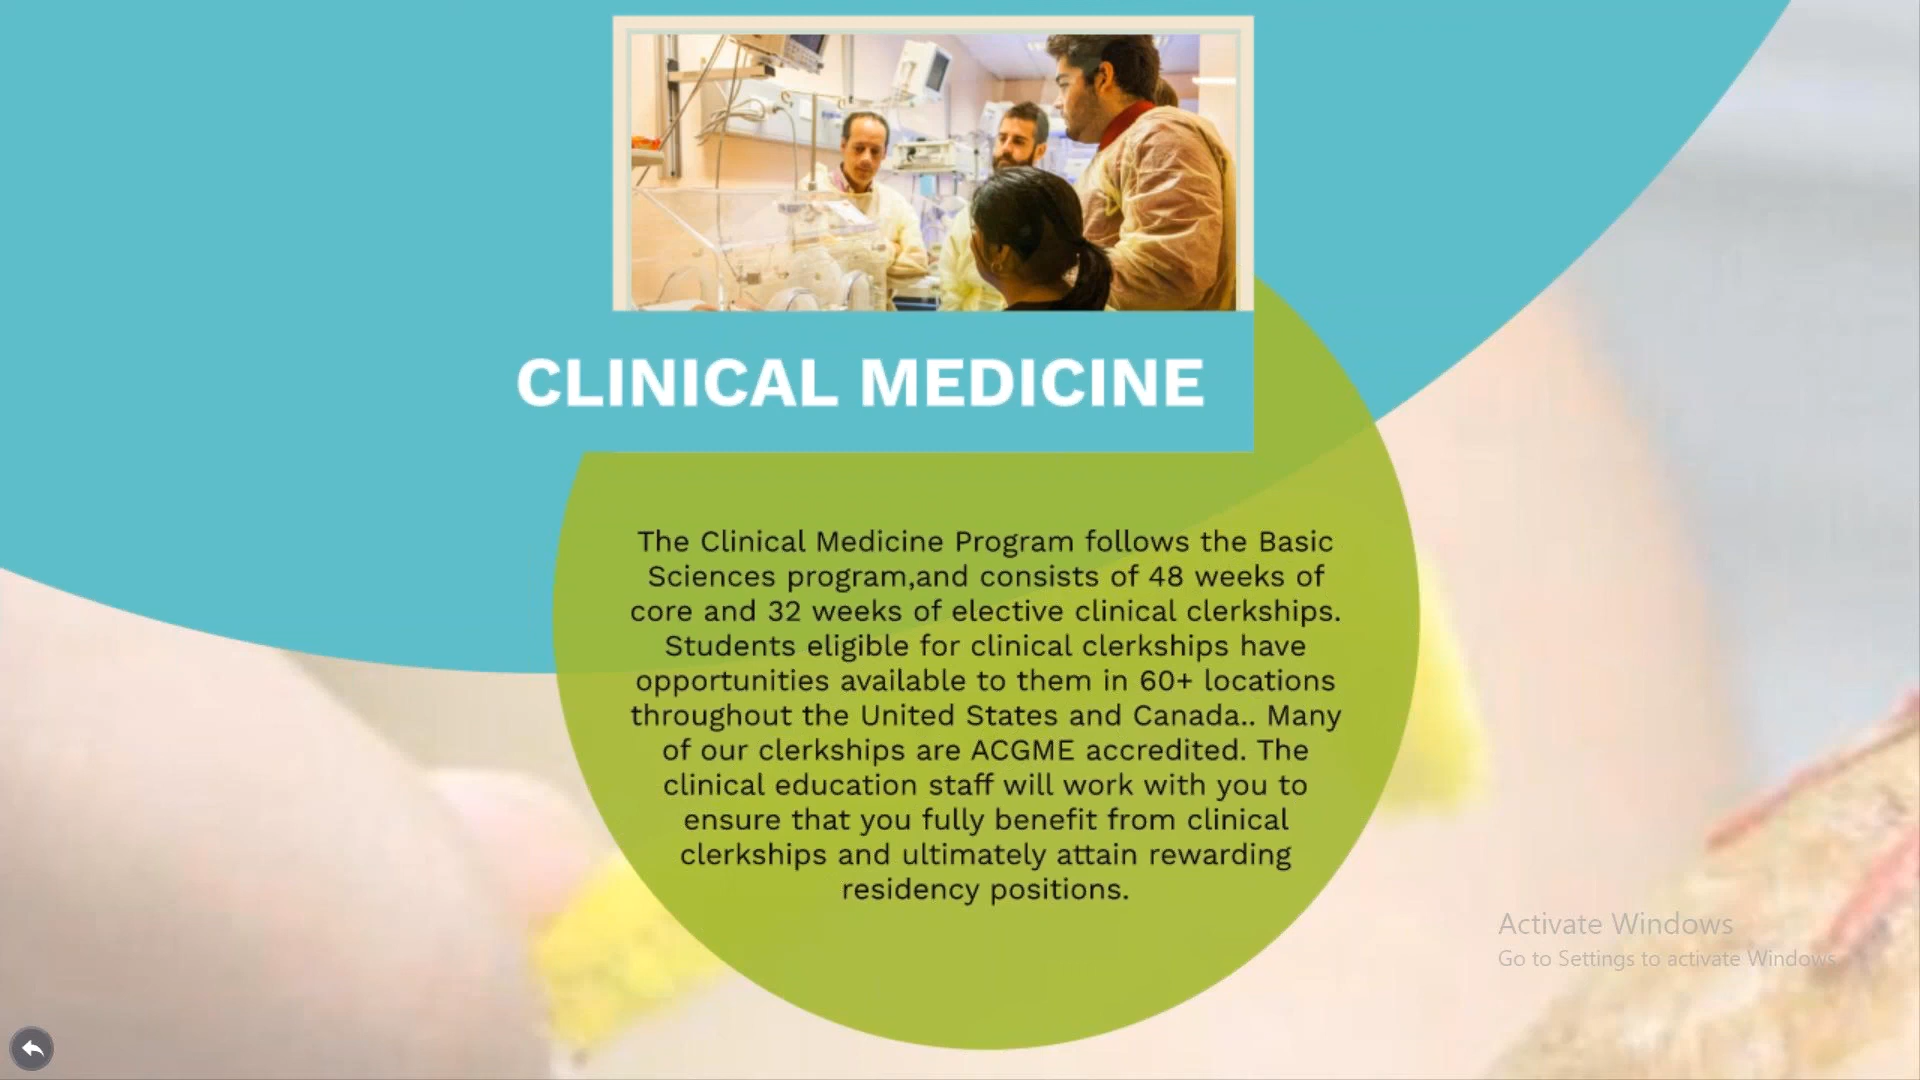 CLINICAL MEDICINE
The Clinical Medicine Program follows the Basic
Sciences program,and consists of 48 weeks of
core and 32 weeks of elective clinical clerkships.
Students eligible for clinical clerkships have
opportunities available to them in 60+ locations
throughout the United States and Canada.. Many
of our clerkships are ACGME accredited. The
clinical education staff will work with you to
ensure that you fully benefit from clinical
clerkships and ultimately attain rewarding
residency positions.
Activate Windows
Go to Settings to activate Windows.